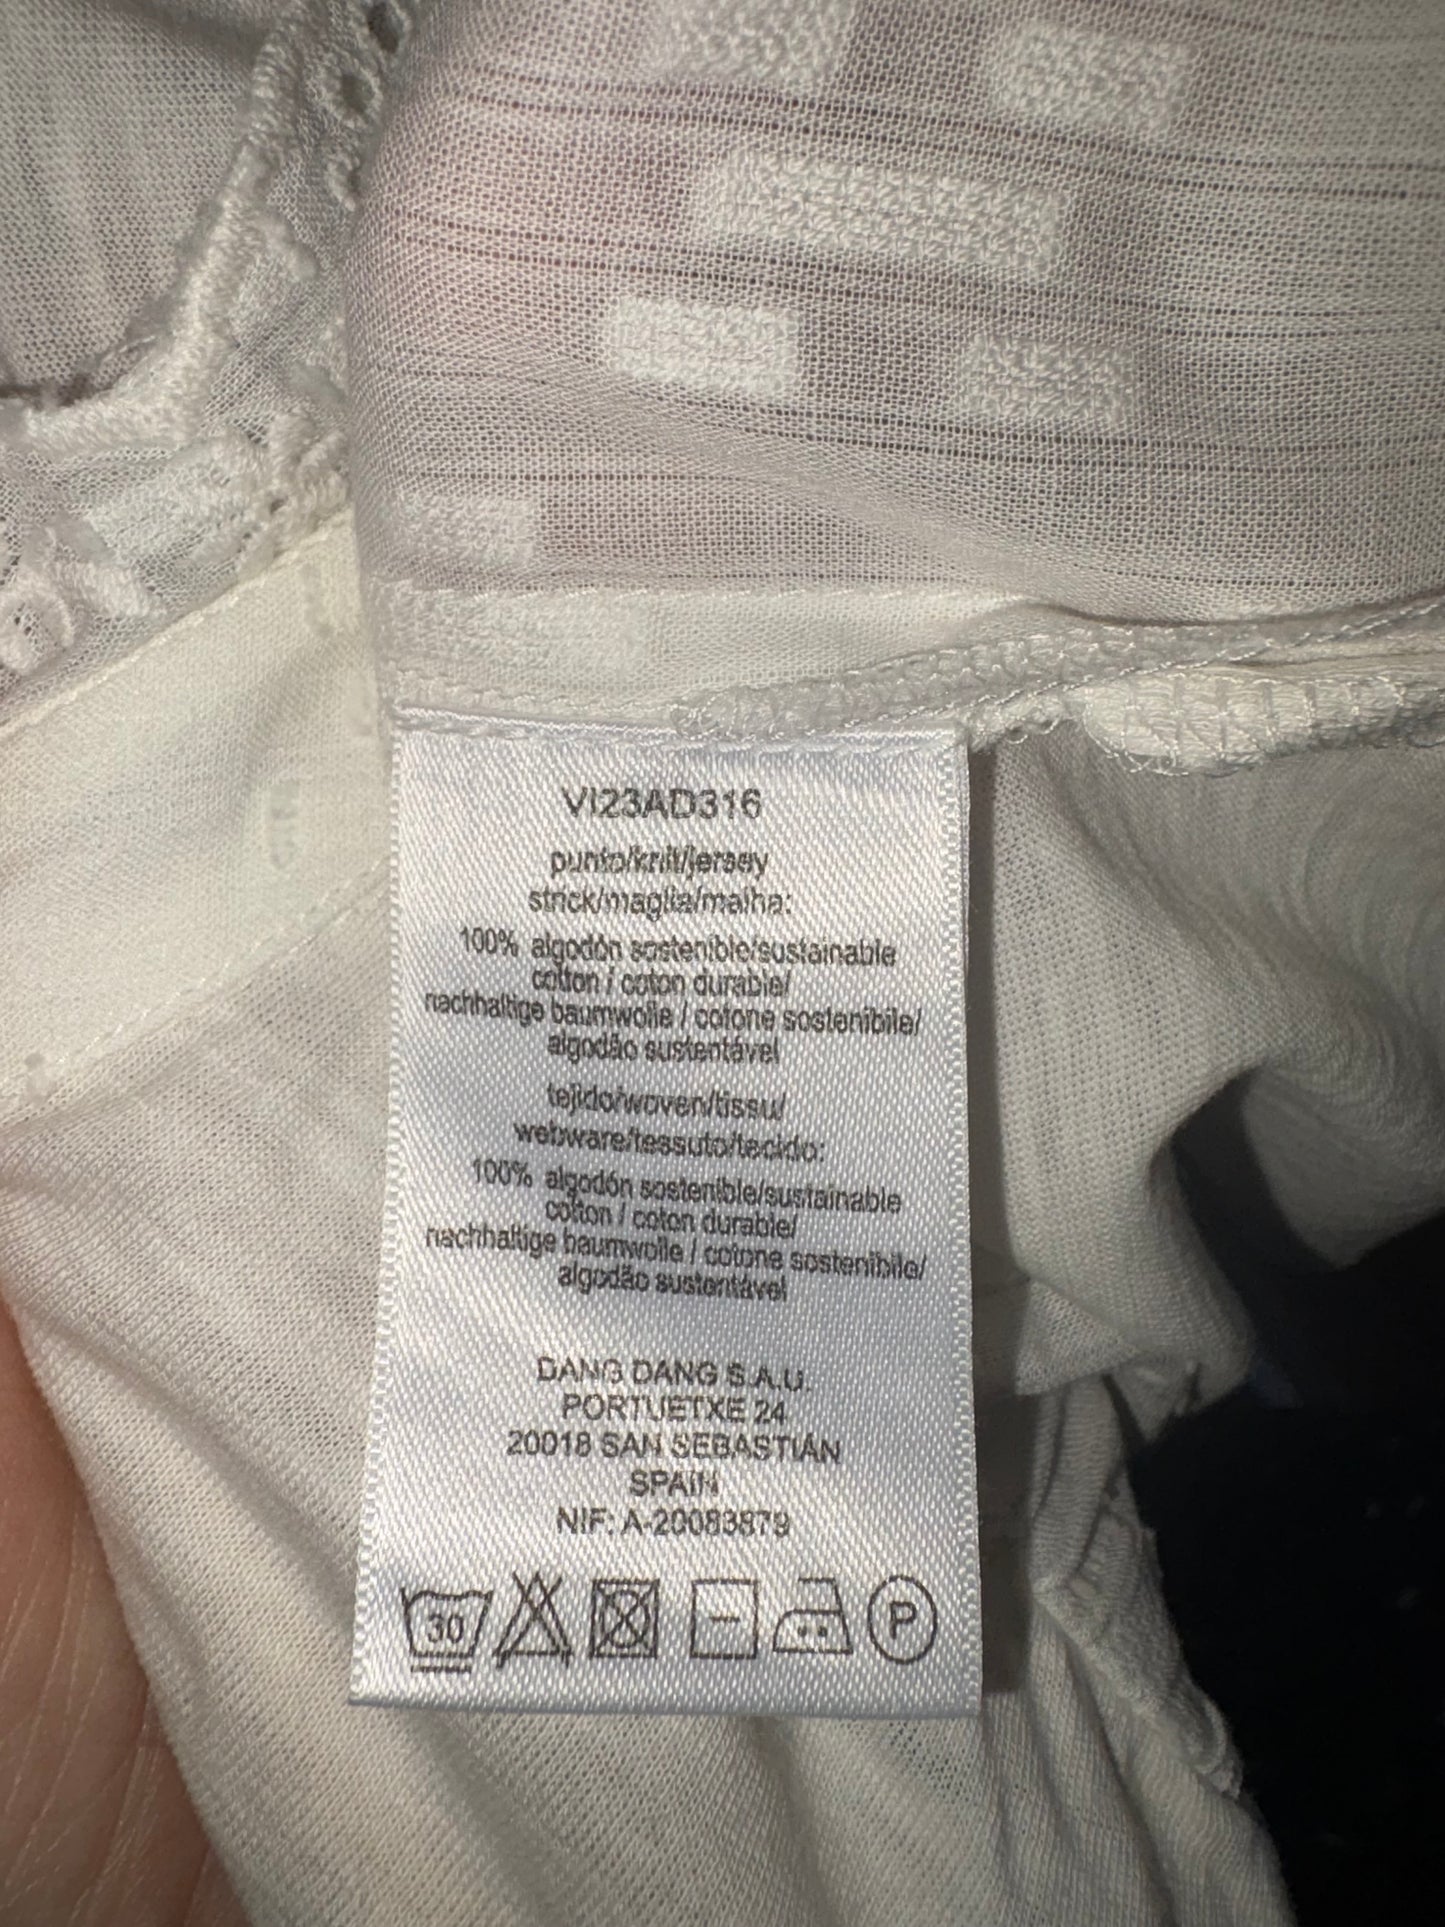 VI23AD316
punto/knit/jersey
strick/maglia/malha:
100% algodón sostenible/sustainable
cotton / coton durable/
nachhaltige baumwolle / cotone sostenibile/
algodão sustentável
tejido/woven/tissu/
webware/tessuto/tecido:
100% algodón sostenible/sustainable
cotton / coton durable/
nachhaltige baumwolle / cotone sostenibile/
algodão sustentável
DANG DANG S.A.U.
PORTUETXE 24
20018 SAN SEBASTIÁN
SPAIN
NIF: A-20083879
30
P